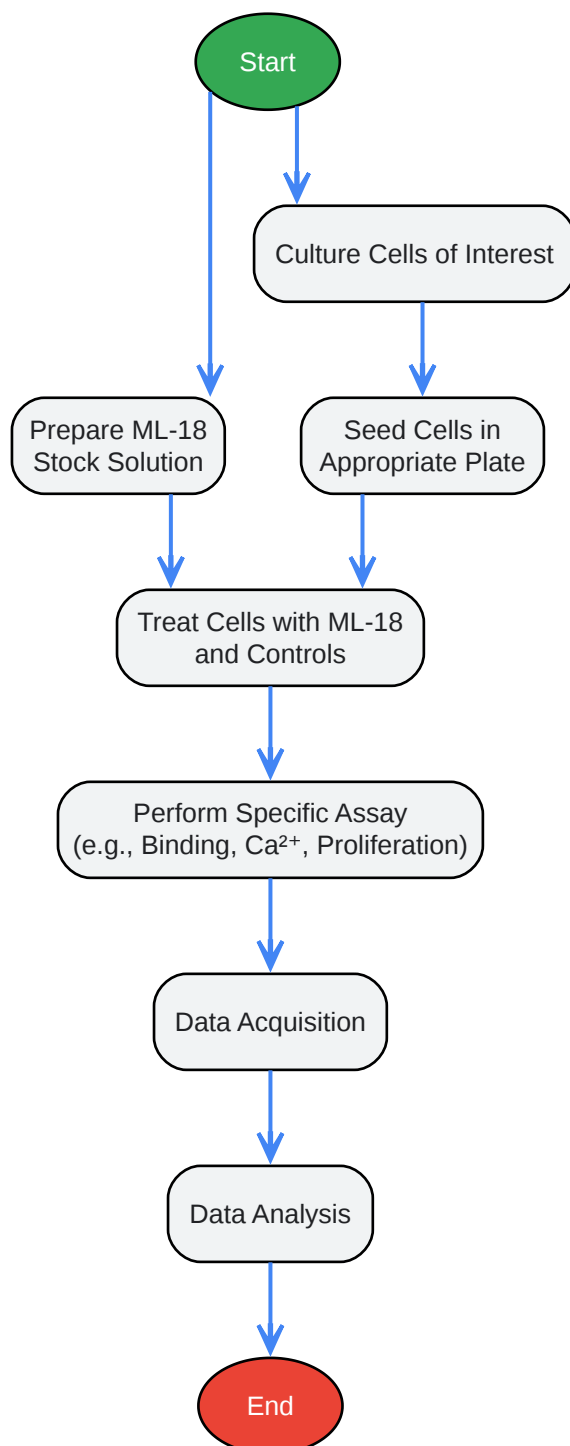 Start
Culture Cells of Interest
Prepare ML-18
Stock Solution
Seed Cells in
Appropriate Plate
Treat Cells with ML-18
and Controls
Perform Specific Assay
(e.g., Binding, Ca²⁺, Proliferation)
Data Acquisition
Data Analysis
End